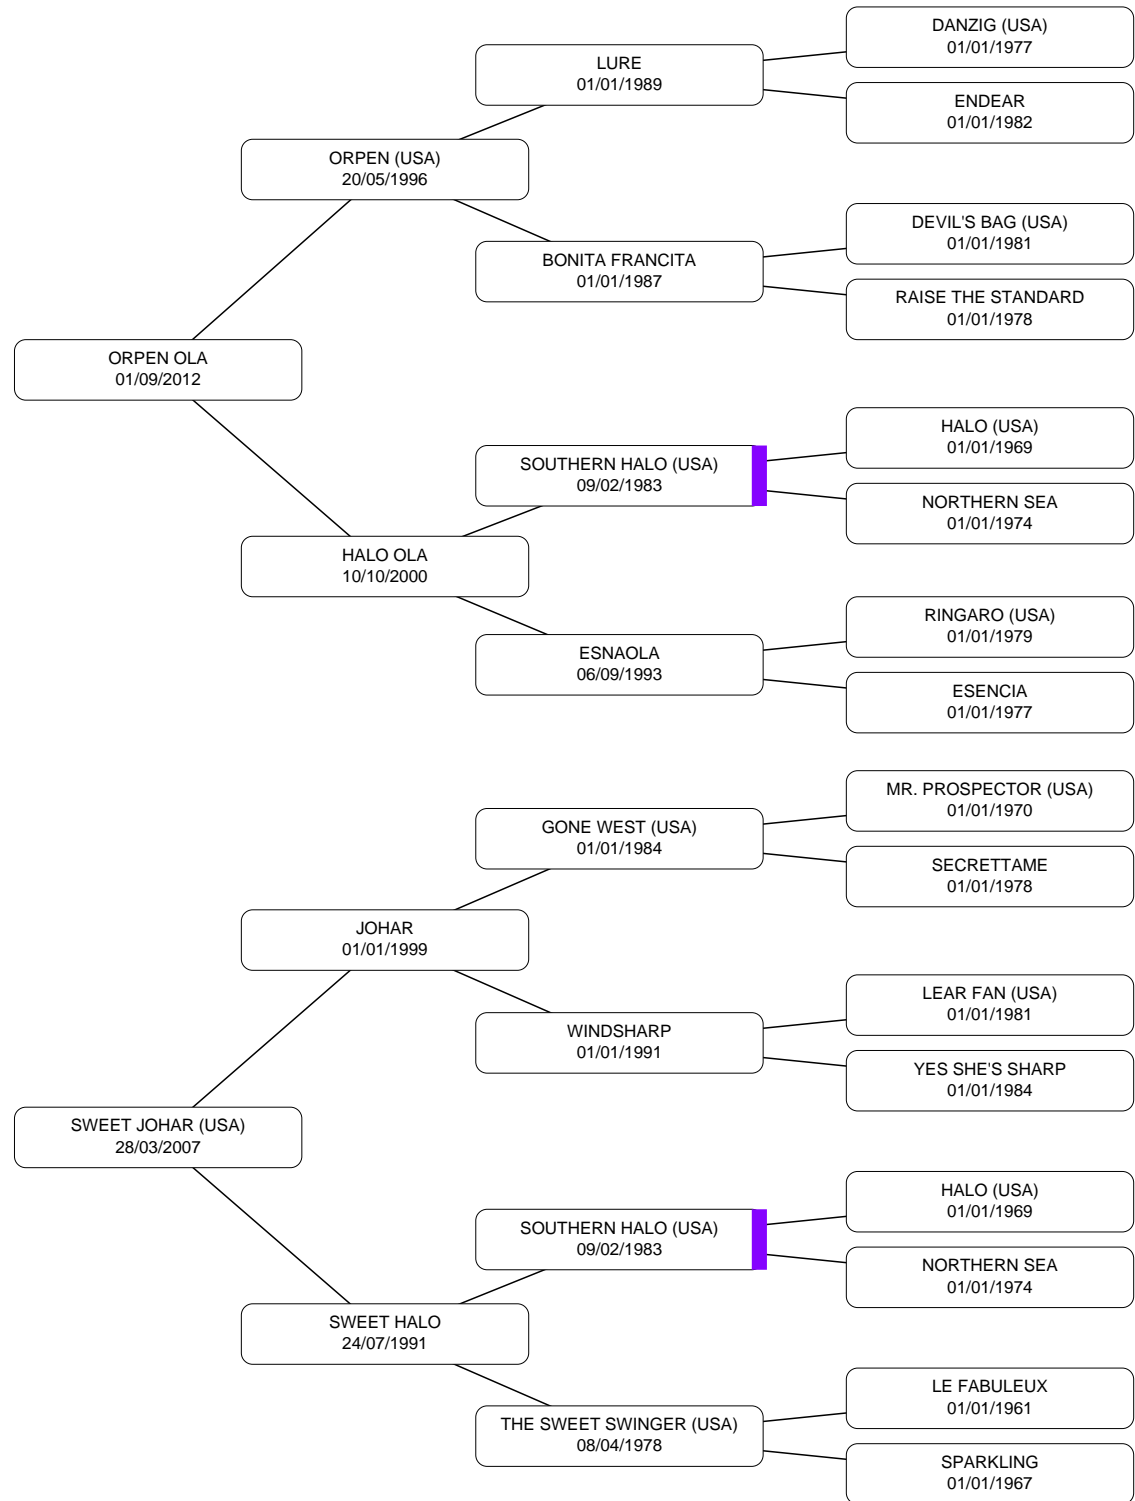 DANZIG (USA)
01/01/1977
LURE
01/01/1989
ENDEAR
01/01/1982
ORPEN (USA)
20/05/1996
DEVIL'S BAG (USA)
01/01/1981
BONITA FRANCITA
01/01/1987
RAISE THE STANDARD
01/01/1978
ORPEN OLA
01/09/2012
HALO (USA)
01/01/1969
SOUTHERN HALO (USA)
09/02/1983
NORTHERN SEA
01/01/1974
HALO OLA
10/10/2000
RINGARO (USA)
01/01/1979
ESNAOLA
06/09/1993
ESENCIA
01/01/1977
MR. PROSPECTOR (USA)
01/01/1970
GONE WEST (USA)
01/01/1984
SECRETTAME
01/01/1978
JOHAR
01/01/1999
LEAR FAN (USA)
01/01/1981
WINDSHARP
01/01/1991
YES SHE'S SHARP
01/01/1984
SWEET JOHAR (USA)
28/03/2007
HALO (USA)
01/01/1969
SOUTHERN HALO (USA)
09/02/1983
NORTHERN SEA
01/01/1974
SWEET HALO
24/07/1991
LE FABULEUX
01/01/1961
THE SWEET SWINGER (USA)
08/04/1978
SPARKLING
01/01/1967